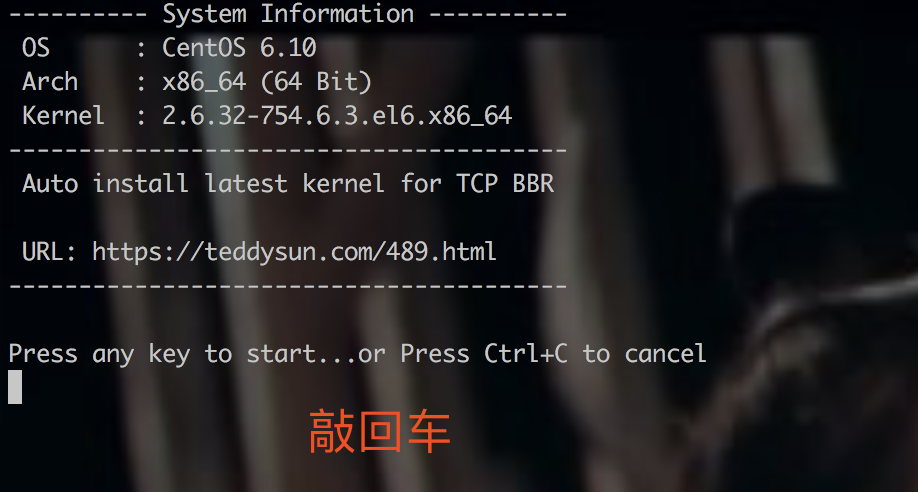 ---------- System Information ----------
OS      : CentOS 6.10
Arch    : x86_64 (64 Bit)
Kernel  : 2.6.32-754.6.3.el6.x86_64
----------------------------------------
Auto install latest kernel for TCP BBR
URL: https://teddysun.com/489.html
----------------------------------------
Press any key to start...or Press Ctrl+C to cancel
敲回车